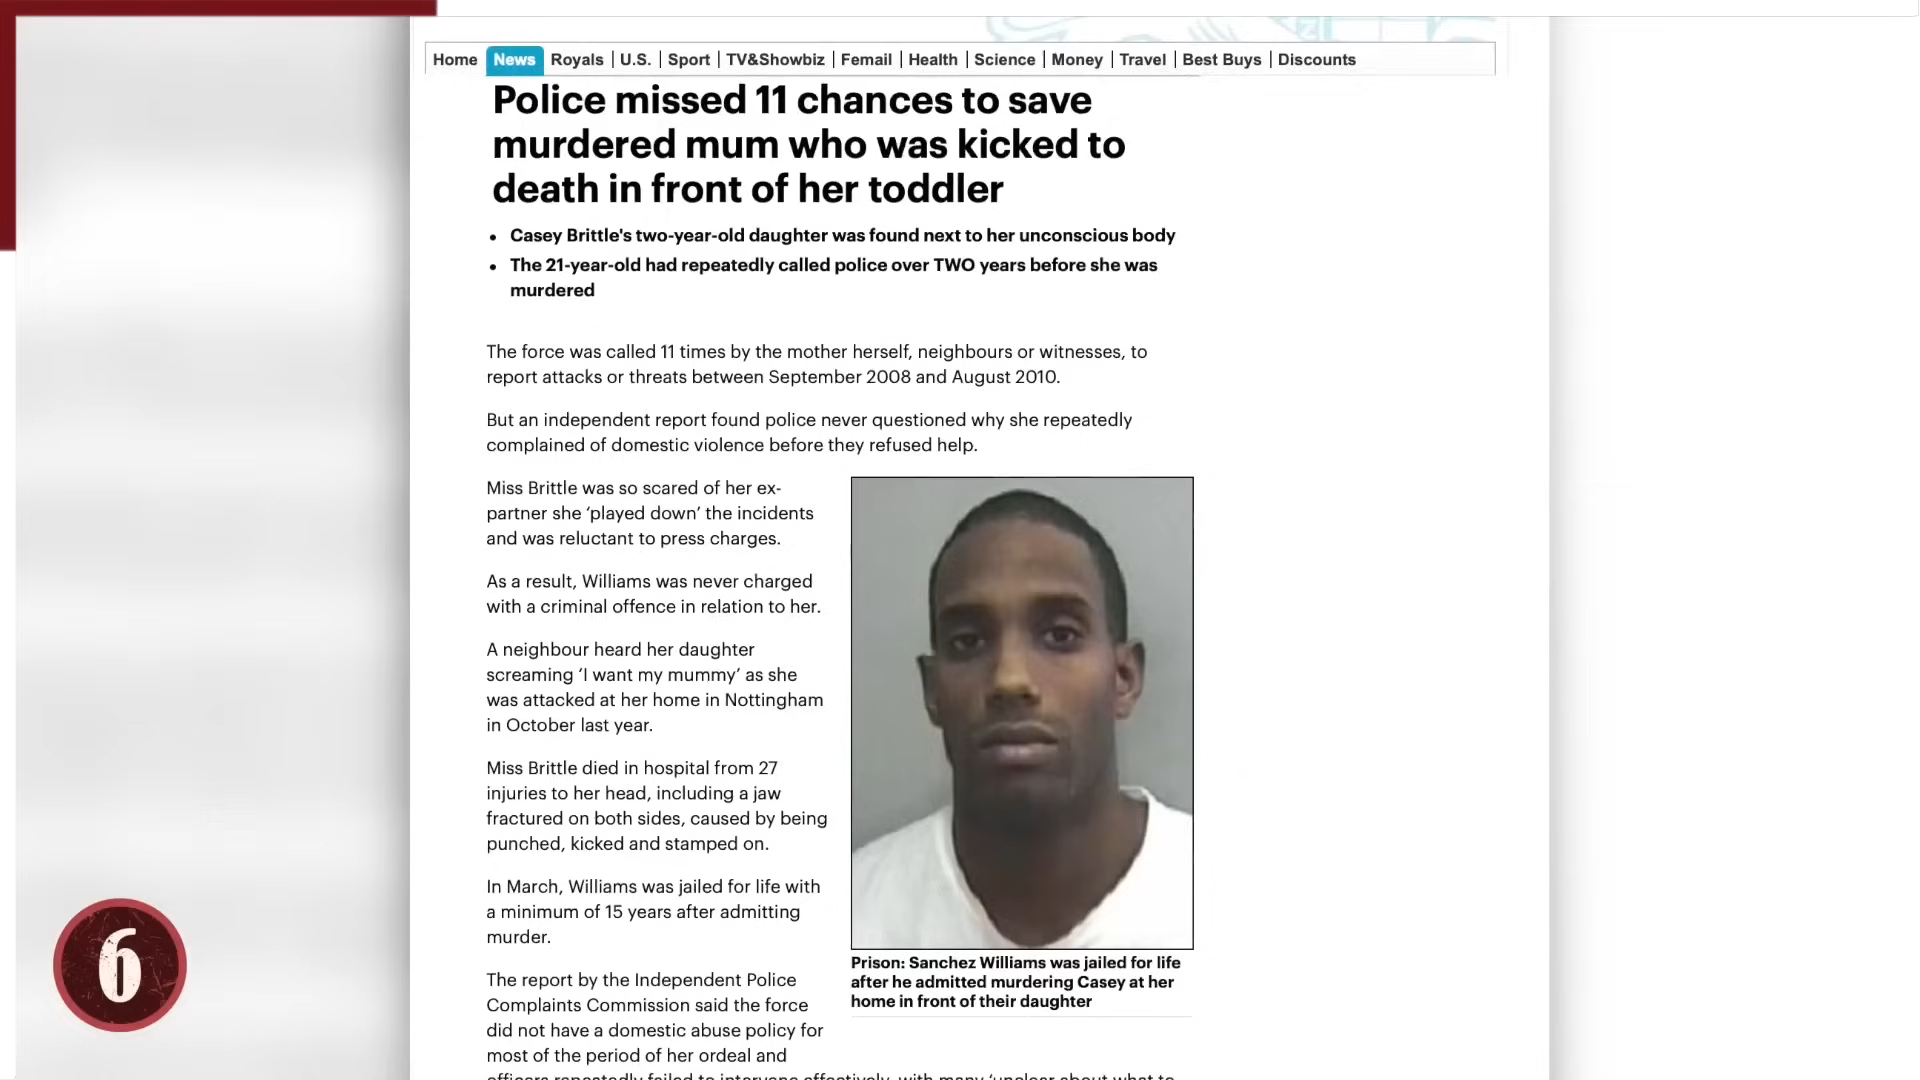 Home News Royals U.S. Sport TV&Showbiz Femail Health Science Money Travel Best Buys Discounts
Police missed 11 chances to save
murdered mum who was kicked to
death in front of her toddler
• Casey Brittle's two-year-old daughter was found next to her unconscious body
• The 21-year-old had repeatedly called police over TWO years before she was
murdered
The force was called 11 times by the mother herself, neighbours or witnesses, to
report attacks or threats between September 2008 and August 2010.
But an independent report found police never questioned why she repeatedly
complained of domestic violence before they refused help.
Miss Brittle was so scared of her ex-
partner she ‘played down’ the incidents
and was reluctant to press charges.
As a result, Williams was never charged
with a criminal offence in relation to her.
A neighbour heard her daughter
screaming ‘I want my mummy’ as she
was attacked at her home in Nottingham
in October last year.
Miss Brittle died in hospital from 27
injuries to her head, including a jaw
fractured on both sides, caused by being
punched, kicked and stamped on.
In March, Williams was jailed for life with
a minimum of 15 years after admitting
murder.
The report by the Independent Police
Complaints Commission said the force
did not have a domestic abuse policy for
most of the period of her ordeal and
officers repeatedly failed to intervene effectively, with many ‘unclear about what to
Prison: Sanchez Williams was jailed for life
after he admitted murdering Casey at her
home in front of their daughter
6